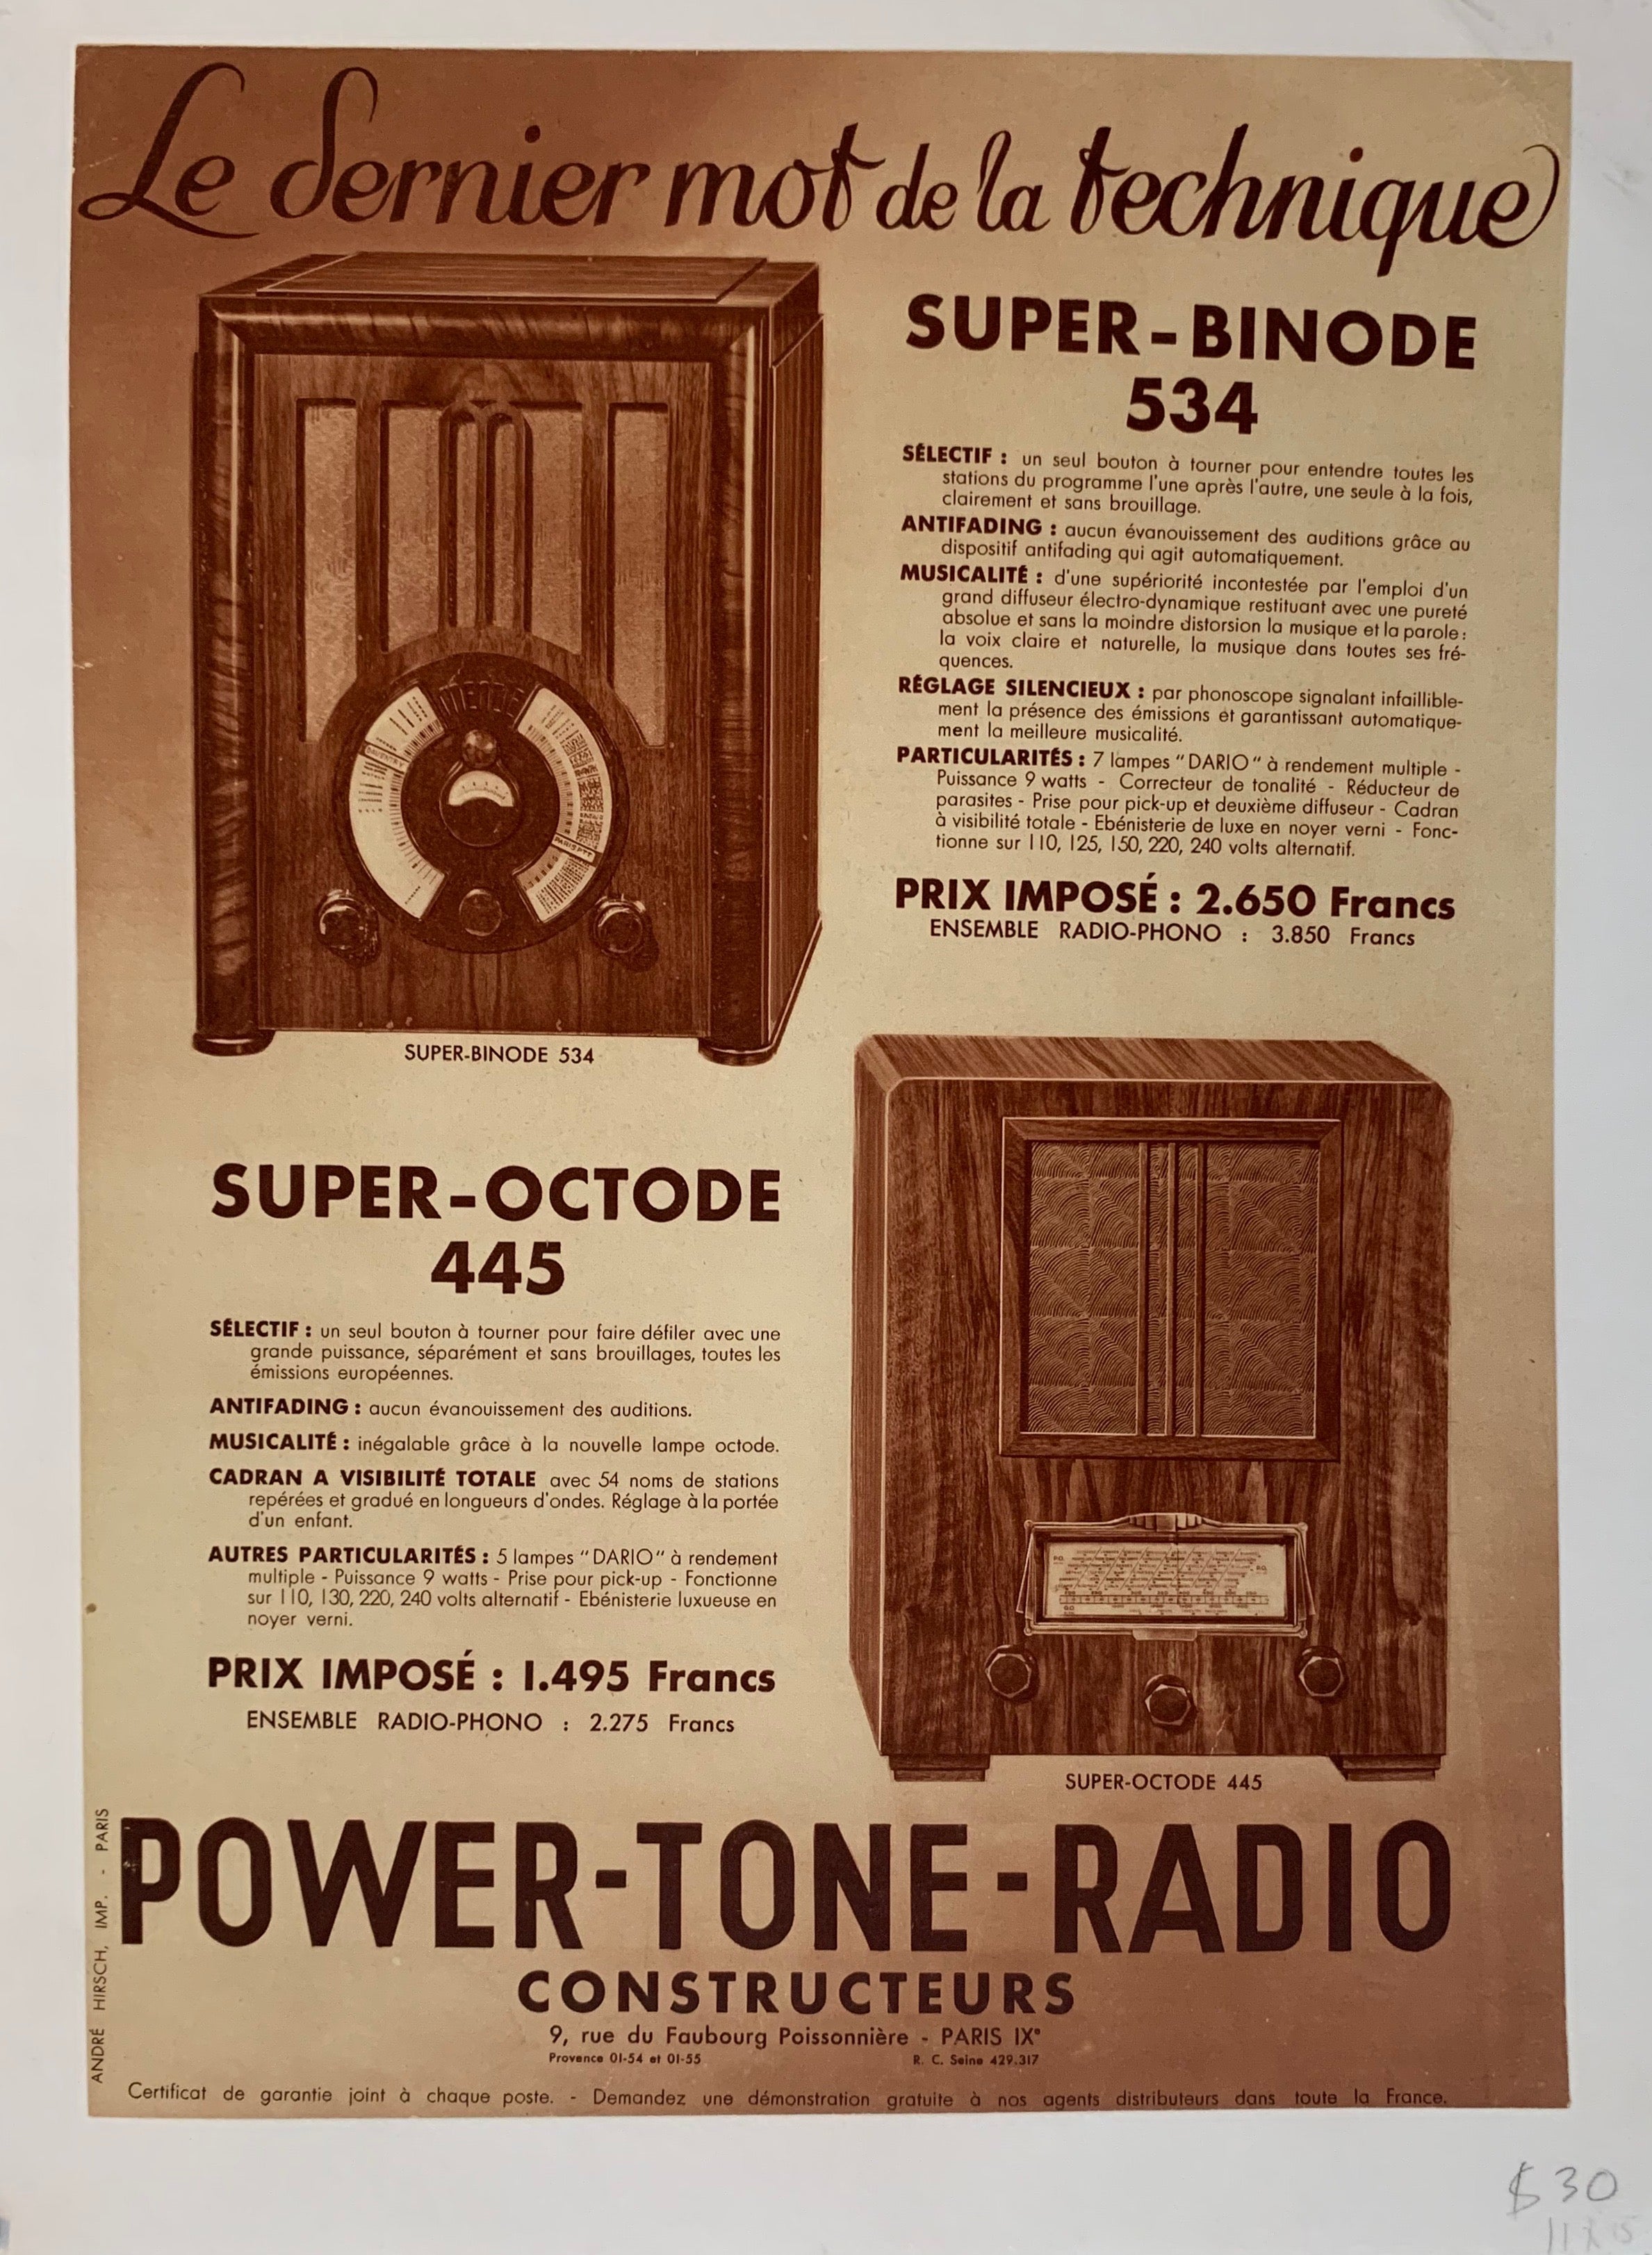 Le dernier mot de la technique
SUPER-BINODE
534
SÉLECTIF : un seul bouton à tourner pour entendre toutes les
stations du programme l'une après l'autre, une seule à la fois,
clairement et sans brouillage.
ANTIFADING : aucun évanouissement des auditions grâce au
dispositif antifading qui agit automatiquement.
MUSICALITÉ : d'une supériorité incontestée par l'emploi d'un
grand diffuseur électro-dynamique restituant avec une pureté
absolue et sans la moindre distorsion la musique et la parole :
la voix claire et naturelle, la musique dans toutes ses fré-
quences.
RÉGLAGE SILENCIEUX : par phonoscope signalant infaillible-
ment la présence des émissions et garantissant automatique-
ment la meilleure musicalité.
PARTICULARITÉS : 7 lampes "DARIO" à rendement multiple -
Puissance 9 watts - Correcteur de tonalité - Réducteur de
parasites - Prise pour pick-up et deuxième diffuseur - Cadran
à visibilité totale - Ebénisterie de luxe en noyer verni - Fonc-
tionne sur 110, 125, 150, 220, 240 volts alternatif.
PRIX IMPOSÉ : 2.650 Francs
ENSEMBLE RADIO-PHONO : 3.850 Francs
DAVENTRY
PARIS PTT
SUPER-BINODE 534
SUPER-OCTODE
445
SÉLECTIF : un seul bouton à tourner pour faire défiler avec une
grande puissance, séparément et sans brouillages, toutes les
émissions européennes.
ANTIFADING : aucun évanouissement des auditions.
MUSICALITÉ : inégalable grâce à la nouvelle lampe octode.
CADRAN A VISIBILITÉ TOTALE avec 54 noms de stations
repérées et gradué en longueurs d'ondes. Réglage à la portée
d'un enfant.
AUTRES PARTICULARITÉS : 5 lampes "DARIO" à rendement
multiple - Puissance 9 watts - Prise pour pick-up - Fonctionne
sur 110, 130, 220, 240 volts alternatif - Ebénisterie luxueuse en
noyer verni.
PRIX IMPOSÉ : 1.495 Francs
ENSEMBLE RADIO-PHONO : 2.275 Francs
SUPER-OCTODE 445
POWER-TONE-RADIO
CONSTRUCTEURS
9, rue du Faubourg Poissonnière - PARIS IXe
Provence 01-54 et 01-55 R. C. Seine 429.317
Certificat de garantie joint à chaque poste. - Demandez une démonstration gratuite à nos agents distributeurs dans toute la France.
ANDRÉ HIRSCH, IMP. - PARIS
$30
11 x 15